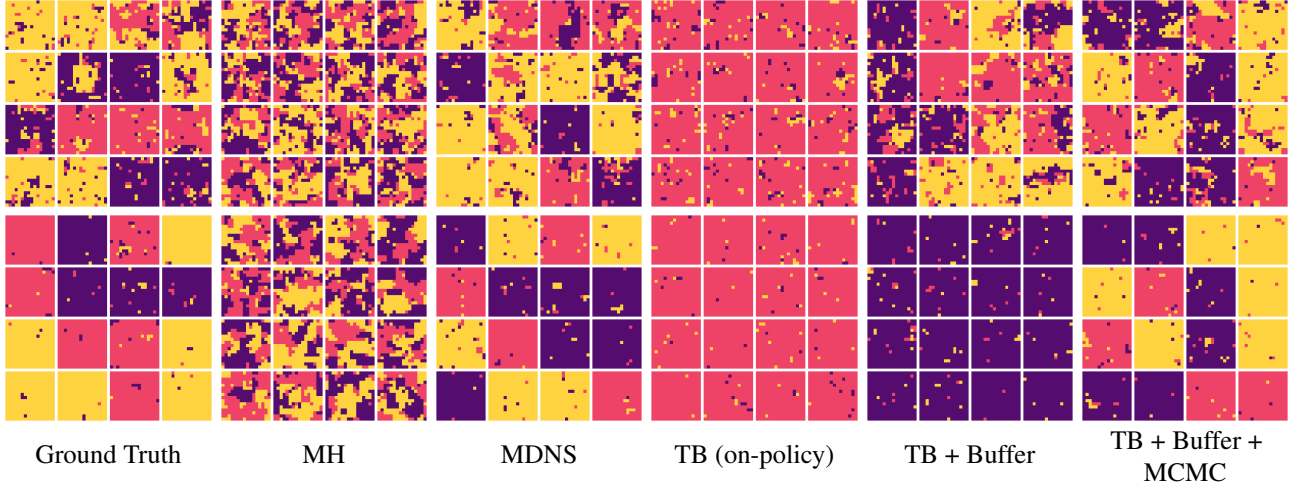 Ground Truth
MH
MDNS
TB (on-policy)
TB + Buffer
TB + Buffer +
MCMC